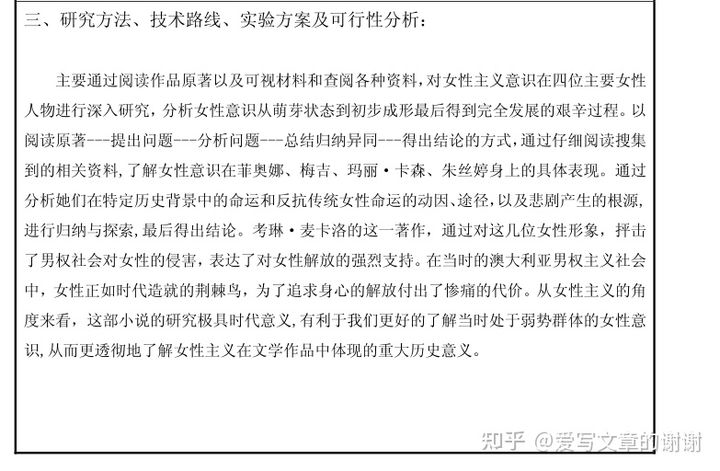 三、研究方法、技术路线、实验方案及可行性分析：
主要通过阅读作品原著以及可视材料和查阅各种资料，对女性主义意识在四位主要女性
人物进行深入研究，分析女性意识从萌芽状态到初步成形最后得到完全发展的艰辛过程。以
阅读原著---提出问题---分析问题---总结归纳异同---得出结论的方式，通过仔细阅读搜集
到的相关资料,了解女性意识在菲奥娜、梅吉、玛丽·卡森、朱丝婷身上的具体表现。通过
分析她们在特定历史背景中的命运和反抗传统女性命运的动因、途径，以及悲剧产生的根源，
进行归纳与探索,最后得出结论。考琳·麦卡洛的这一著作，通过对这几位女性形象，抨击
了男权社会对女性的侵害，表达了对女性解放的强烈支持。在当时的澳大利亚男权主义社会
中，女性正如时代造就的荆棘鸟，为了追求身心的解放付出了惨痛的代价。从女性主义的角
度来看，这部小说的研究极具时代意义,有利于我们更好的了解当时处于弱势群体的女性意
识,从而更透彻地了解女性主义在文学作品中体现的重大历史意义。
知乎 @爱写文章的谢谢